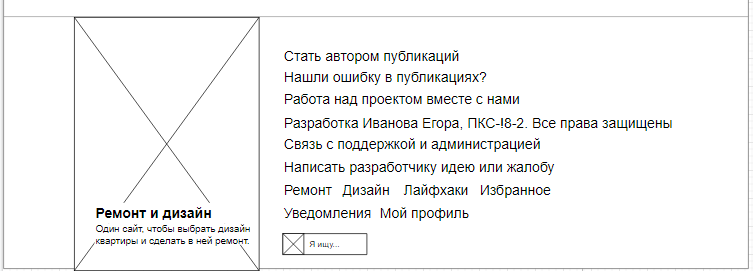 Стать автором публикаций
Нашли ошибку в публикациях?
Работа над проектом вместе с нами
Разработка Иванова Егора, ПКС-!8-2. Все права защищены
Связь с поддержкой и администрацией
Написать разработчику идею или жалобу
Ремонт Дизайн Лайфхаки Избранное
Уведомления Мой профиль
Я ищу...
Ремонт и дизайн
Один сайт, чтобы выбрать дизайн
квартиры и сделать в ней ремонт.